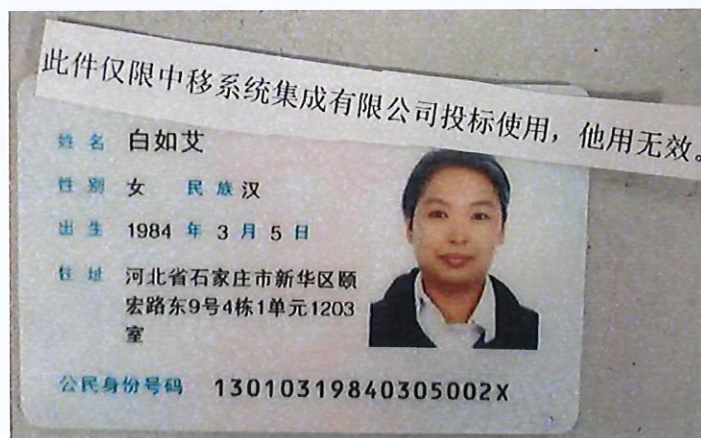 此件仅限中移系统集成有限公司投标使用，他用无效。
姓名 白如艾
性别 女 民族 汉
出生 1984 年 3 月 5 日
住址 河北省石家庄市新华区颐
宏路东9号4栋1单元1203
室
公民身份号码 13010319840305002X